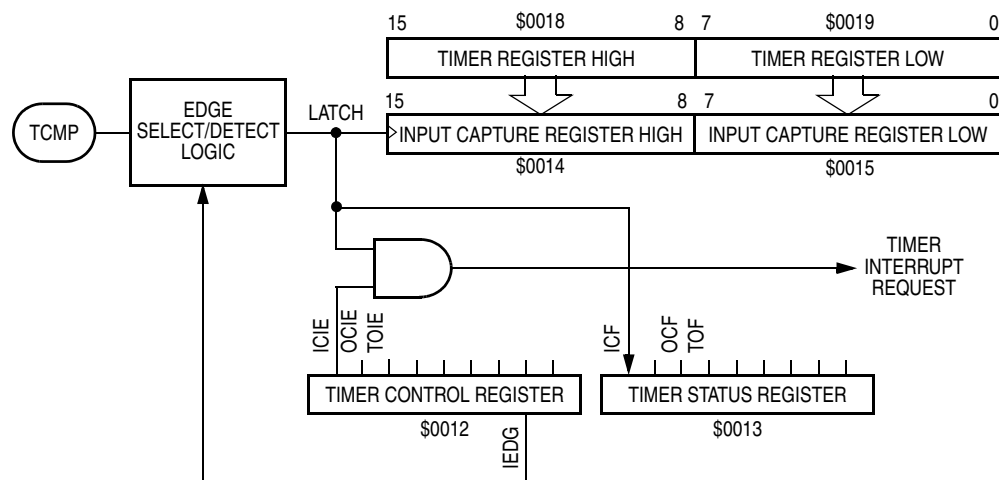 15 $0018 8 7 $0019 0
TIMER REGISTER HIGH TIMER REGISTER LOW
15 8 7 0
TCMP
EDGE
SELECT/DETECT
LOGIC
LATCH
INPUT CAPTURE REGISTER HIGH INPUT CAPTURE REGISTER LOW
$0014 $0015
TIMER
INTERRUPT
REQUEST
ICIE
OCIE
TOIE
ICF
OCF
TOF
TIMER CONTROL REGISTER TIMER STATUS REGISTER
$0012 $0013
IEDG